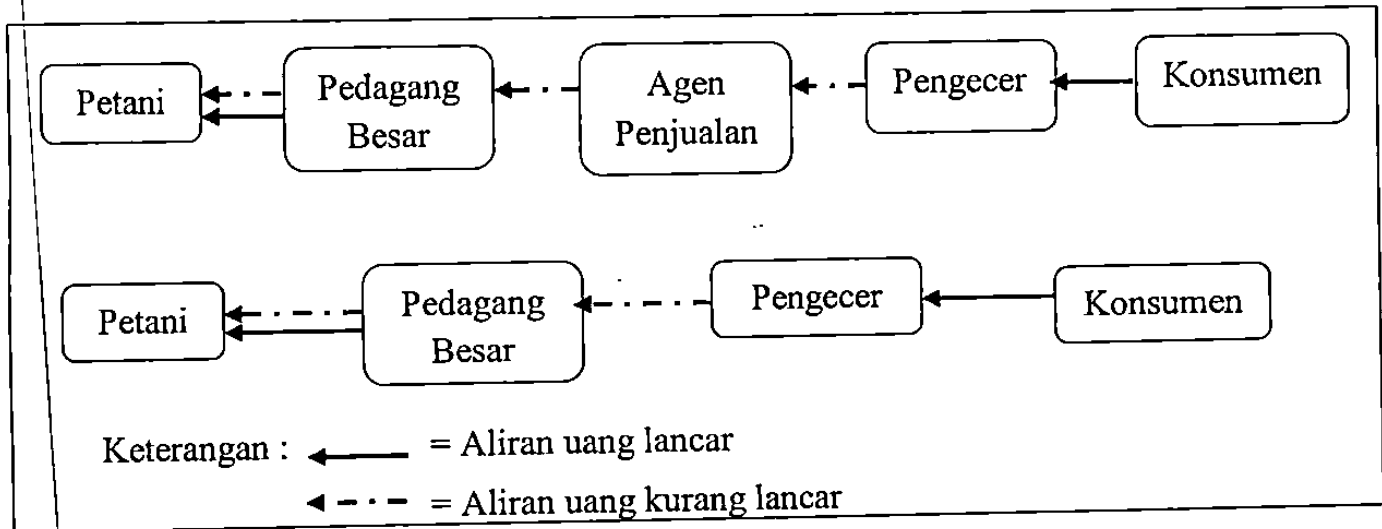 Petani
Pedagang
Besar
Agen
Penjualan
Pengecer
Konsumen
Petani
Pedagang
Besar
Pengecer
Konsumen
Keterangan :
= Aliran uang lancar
= Aliran uang kurang lancar